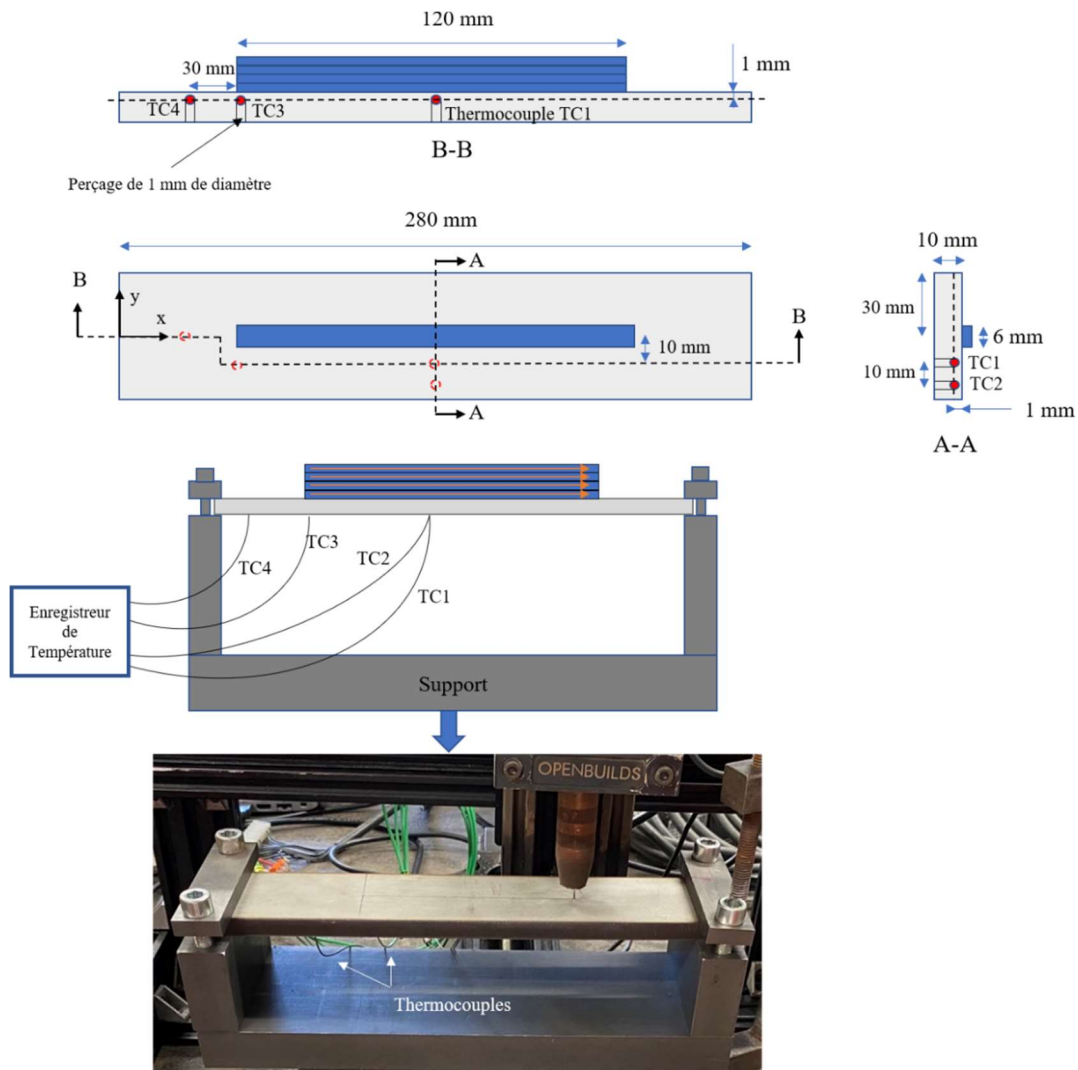 120 mm
30 mm
1 mm
TC4
TC3
Thermocouple TC1
B-B
Perçage de 1 mm de diamètre
280 mm
A
B
y
x
10 mm
B
A
10 mm
30 mm
6 mm
TC1
10 mm
TC2
1 mm
A-A
TC4
TC3
TC2
TC1
Enregistreur
de
Température
Support
OPENBUILDS
Thermocouples